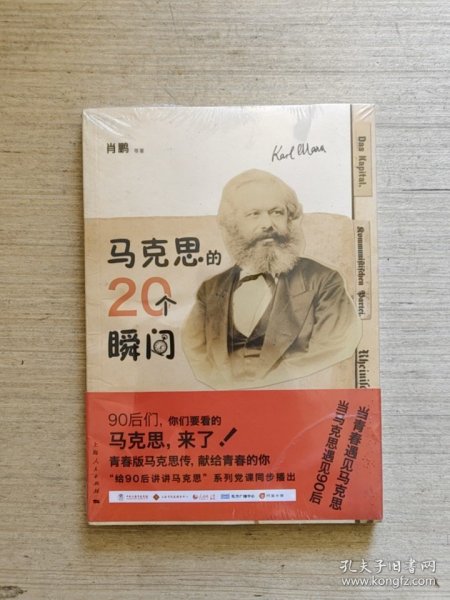 肖鹏 等著
Karl Marx
Das Kapital.
Kommunistischen Partei.
Rheinisc
马克思的
20个
瞬间
90后们，你们要看的
马克思，来了！
青春版马克思传，献给青春的你
“给90后讲讲马克思”系列党课同步播出
当青春遇见马克思
当马克思遇见90后
上海人民出版社
孔夫子旧书网
www.kongfz.com